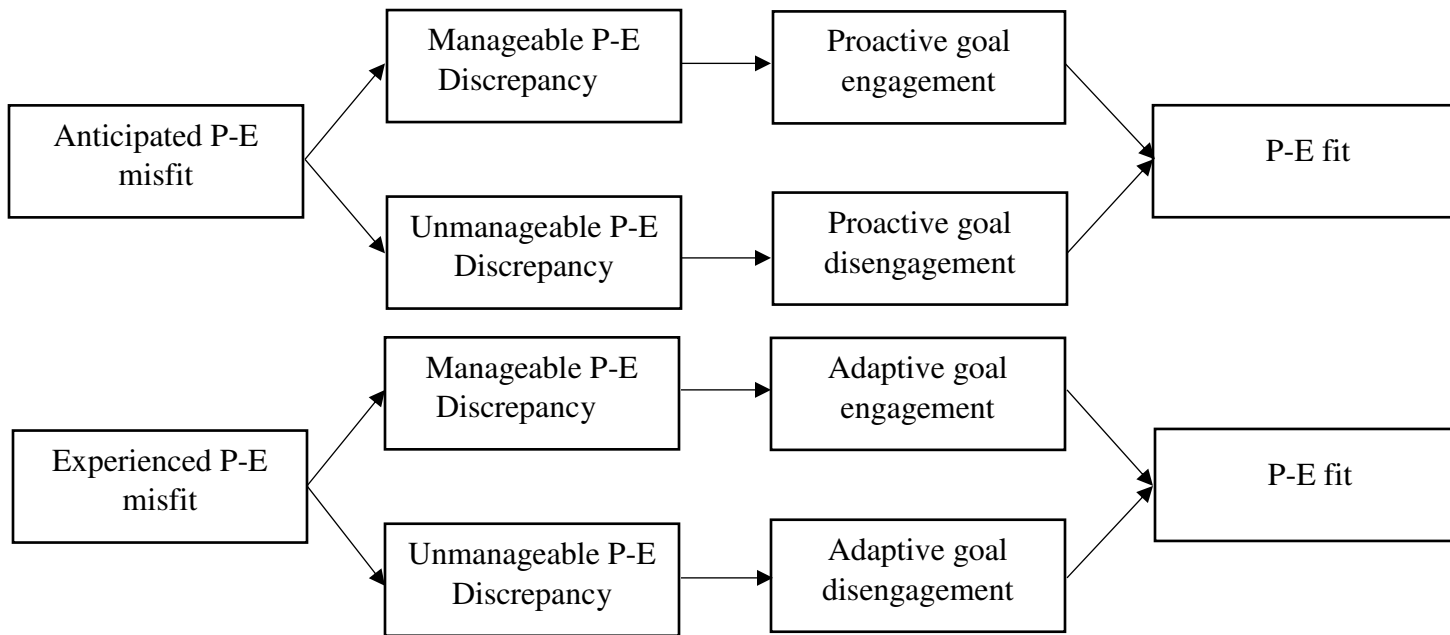 Manageable P-E
Discrepancy
Proactive goal
engagement
Anticipated P-E
misfit
P-E fit
Unmanageable P-E
Discrepancy
Proactive goal
disengagement
Manageable P-E
Discrepancy
Adaptive goal
engagement
Experienced P-E
misfit
P-E fit
Unmanageable P-E
Discrepancy
Adaptive goal
disengagement